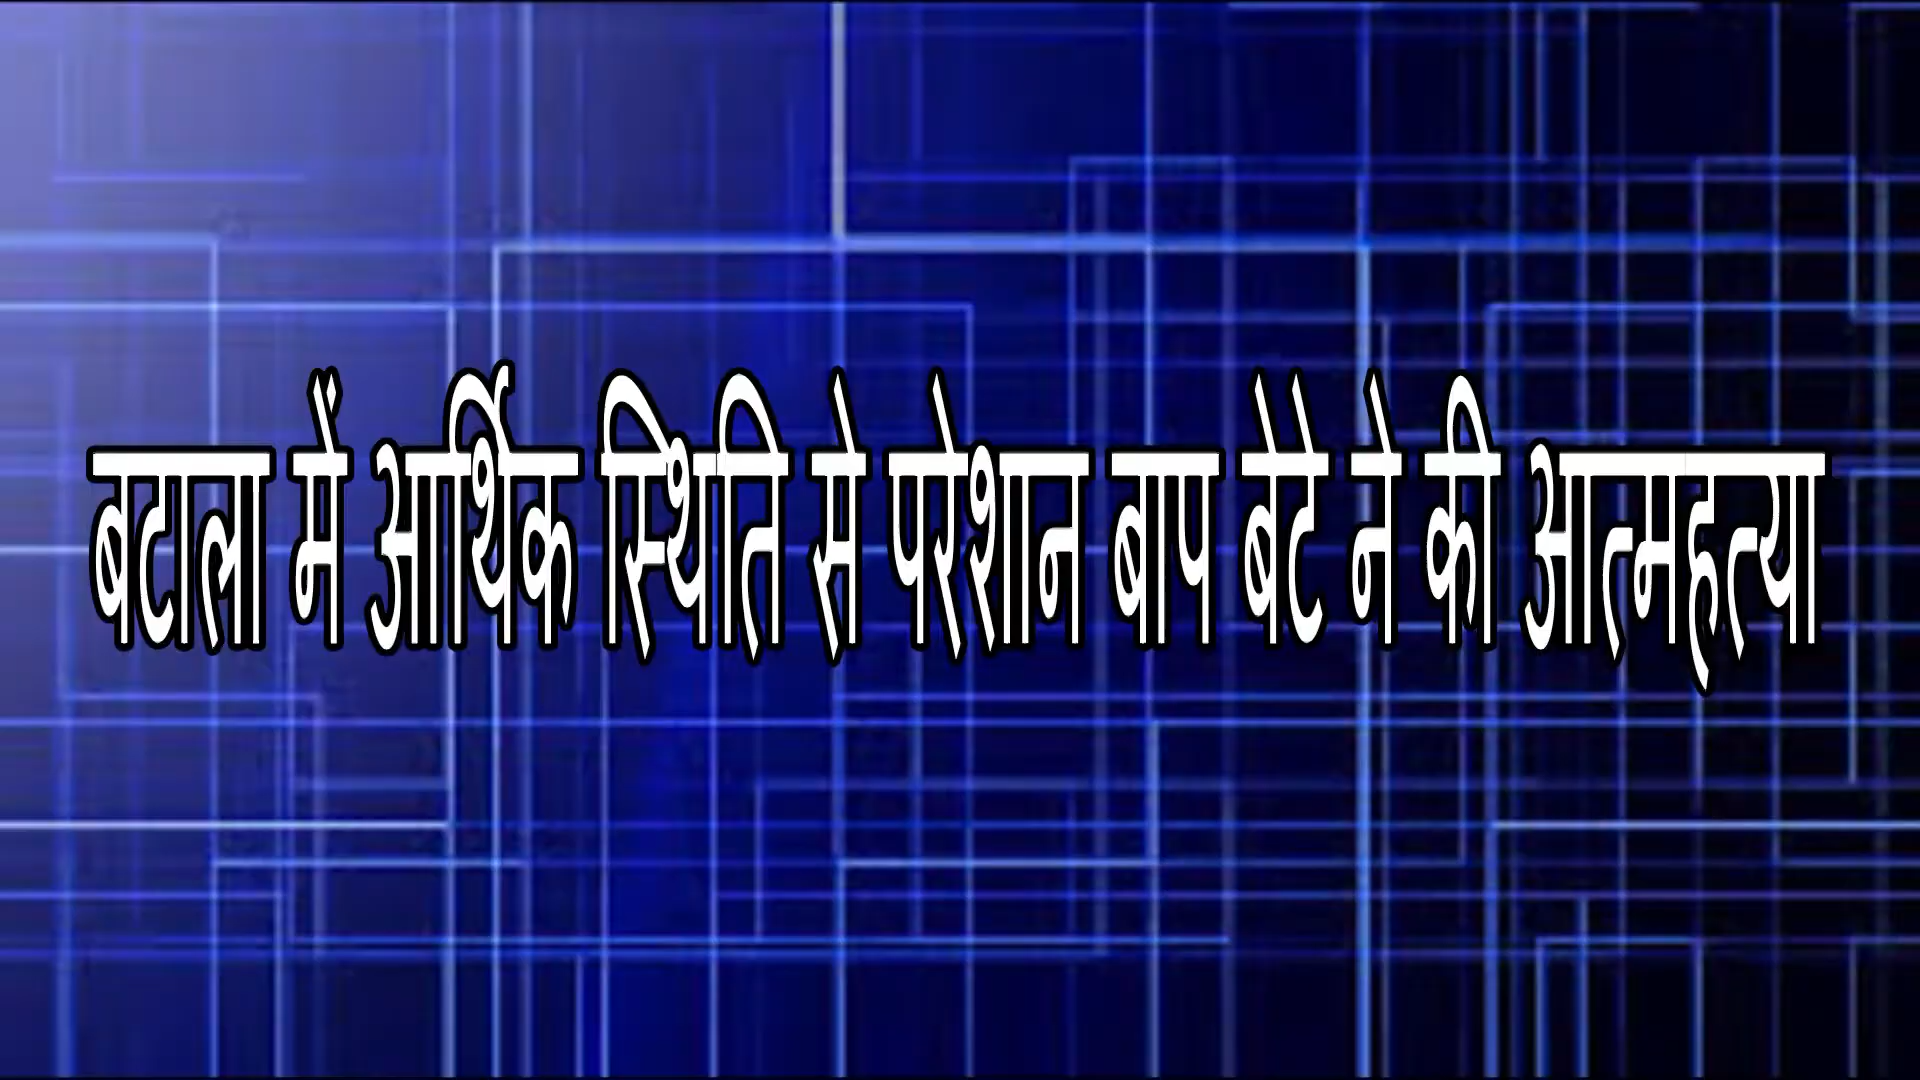 बटाला में आर्थिक स्थिति से परेशान बाप बेटे ने की आत्महत्या